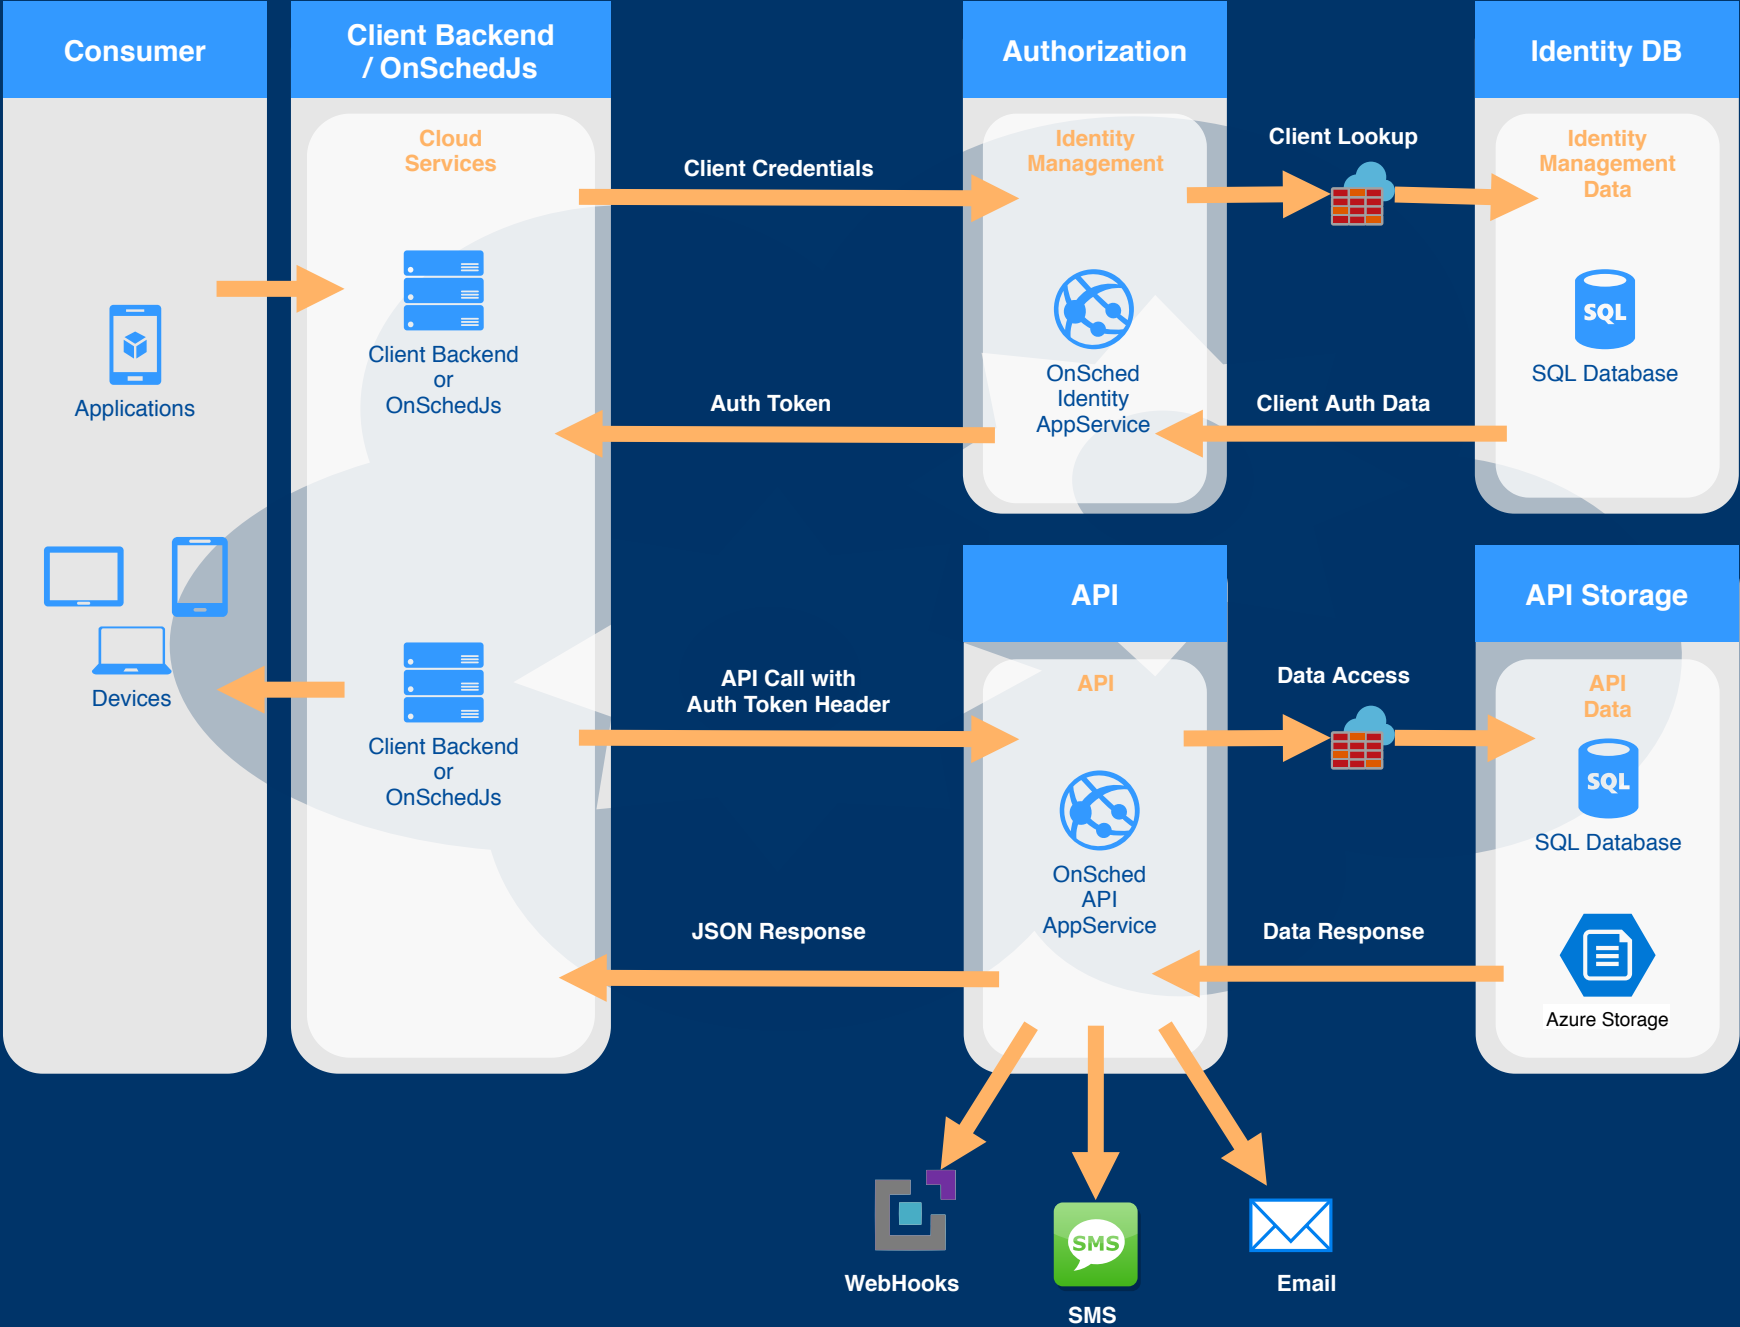 Consumer
Client Backend
/ OnSchedJs
Authorization
Identity DB
Cloud
Services
Client Credentials
Identity
Management
Client Lookup
Identity
Management
Data
Applications
Client Backend
or
OnSchedJs
Auth Token
OnSched
Identity
AppService
Client Auth Data
SQL
SQL Database
Devices
Client Backend
or
OnSchedJs
API Call with
Auth Token Header
API
API
Data Access
API Storage
API
Data
SQL
SQL Database
OnSched
API
AppService
JSON Response
Data Response
Azure Storage
WebHooks
SMS
SMS
Email